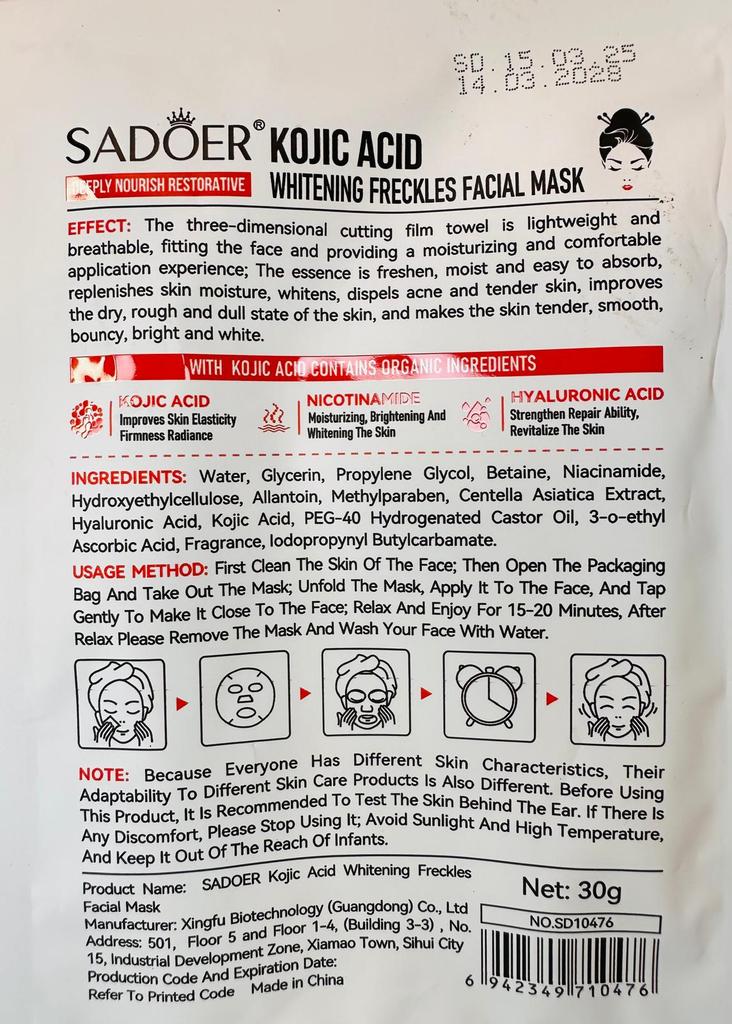 SD 15.03.25
14.03.2028
SADOER® KOJIC ACID
DEEPLY NOURISH RESTORATIVE WHITENING FRECKLES FACIAL MASK
EFFECT: The three-dimensional cutting film towel is lightweight and
breathable, fitting the face and providing a moisturizing and comfortable
application experience; The essence is freshen, moist and easy to absorb,
replenishes skin moisture, whitens, dispels acne and tender skin, improves
the dry, rough and dull state of the skin, and makes the skin tender, smooth,
bouncy, bright and white.
WITH KOJIC ACID CONTAINS ORGANIC INGREDIENTS
KOJIC ACID
Improves Skin Elasticity
Firmness Radiance
NICOTINAMIDE
Moisturizing, Brightening And
Whitening The Skin
HYALURONIC ACID
Strengthen Repair Ability,
Revitalize The Skin
INGREDIENTS: Water, Glycerin, Propylene Glycol, Betaine, Niacinamide,
Hydroxyethylcellulose, Allantoin, Methylparaben, Centella Asiatica Extract,
Hyaluronic Acid, Kojic Acid, PEG-40 Hydrogenated Castor Oil, 3-o-ethyl
Ascorbic Acid, Fragrance, Iodopropynyl Butylcarbamate.
USAGE METHOD: First Clean The Skin Of The Face; Then Open The Packaging
Bag And Take Out The Mask; Unfold The Mask, Apply It To The Face, And Tap
Gently To Make It Close To The Face; Relax And Enjoy For 15-20 Minutes, After
Relax Please Remove The Mask And Wash Your Face With Water.
NOTE: Because Everyone Has Different Skin Characteristics, Their
Adaptability To Different Skin Care Products Is Also Different. Before Using
This Product, It Is Recommended To Test The Skin Behind The Ear. If There Is
Any Discomfort, Please Stop Using It; Avoid Sunlight And High Temperature,
And Keep It Out Of The Reach Of Infants.
Product Name: SADOER Kojic Acid Whitening Freckles
Facial Mask
Manufacturer: Xingfu Biotechnology (Guangdong) Co., Ltd
Address: 501, Floor 5 and Floor 1-4, (Building 3-3) , No.
15, Industrial Development Zone, Xiamao Town, Sihui City
Production Code And Expiration Date:
Refer To Printed Code Made in China
Net: 30g
NO.SD10476
6 942349 710476